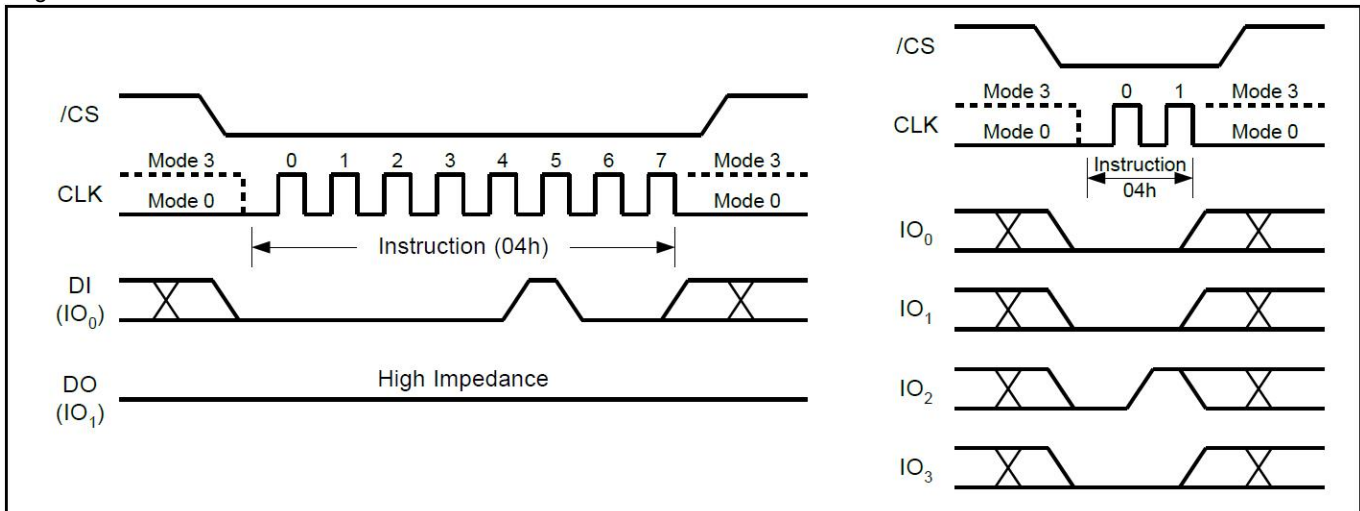 /CS
Mode 3 0 1 2 3 4 5 6 7 Mode 3
CLK
Mode 0 Mode 0
Instruction (04h)
DI
(IO0)
High Impedance
DO
(IO1)
/CS
Mode 3 0 1 Mode 3
CLK
Mode 0 Mode 0
Instruction
04h
IO0
IO1
IO2
IO3